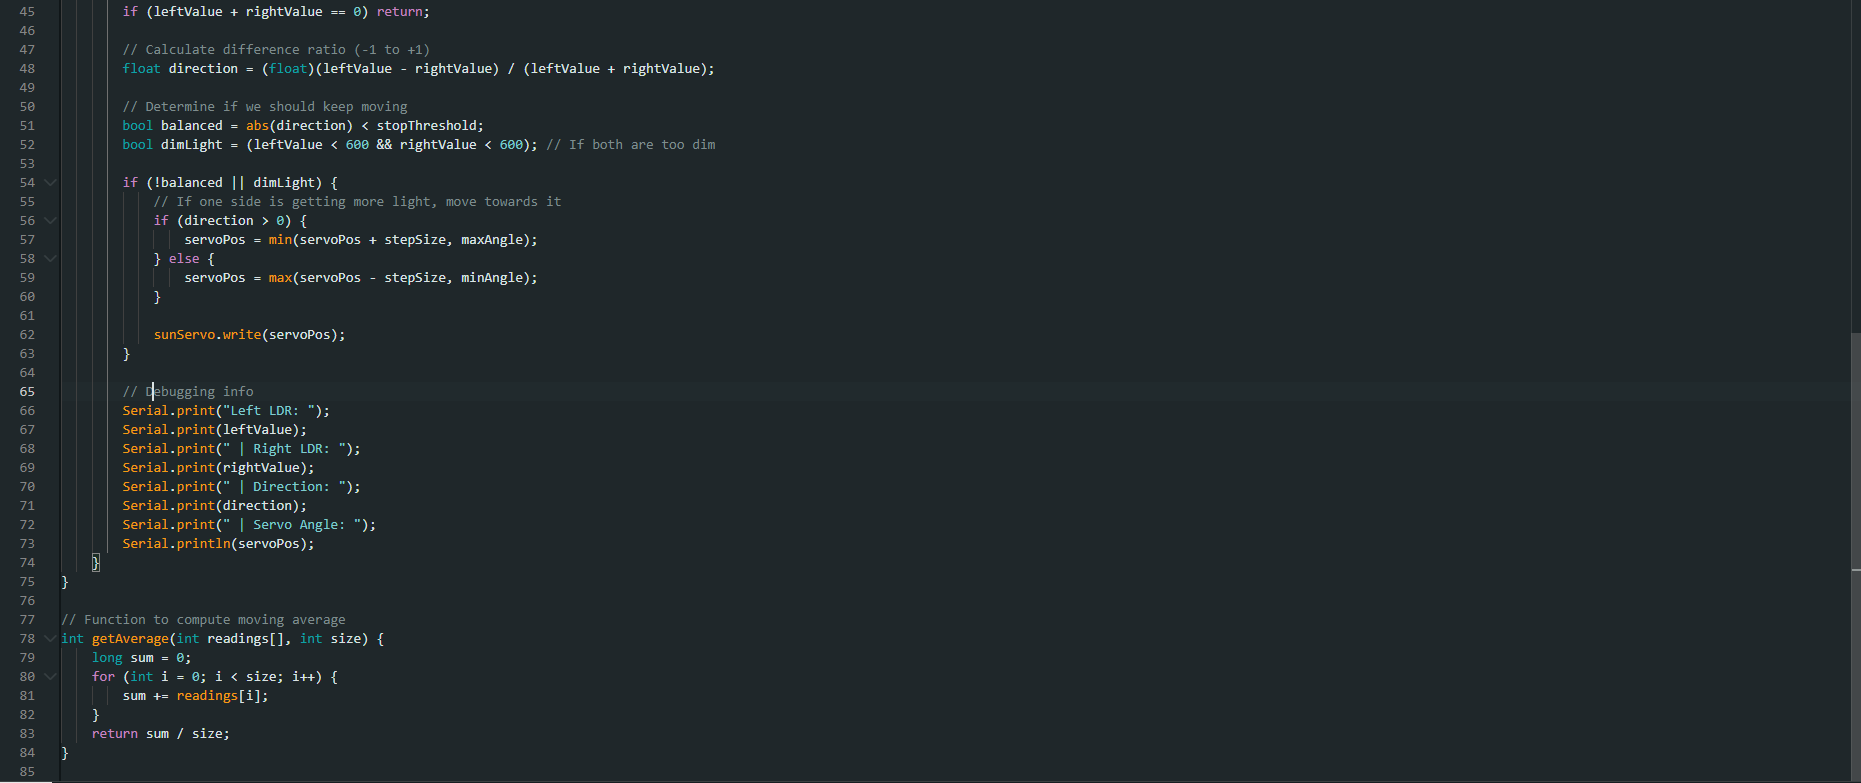 45 if (leftValue + rightValue == 0) return;
46
47 // Calculate difference ratio (-1 to +1)
48 float direction = (float)(leftValue - rightValue) / (leftValue + rightValue);
49
50 // Determine if we should keep moving
51 bool balanced = abs(direction) < stopThreshold;
52 bool dimLight = (leftValue < 600 && rightValue < 600); // If both are too dim
53
54 if (!balanced || dimLight) {
55 // If one side is getting more light, move towards it
56 if (direction > 0) {
57 servoPos = min(servoPos + stepSize, maxAngle);
58 } else {
59 servoPos = max(servoPos - stepSize, minAngle);
60 }
61
62 sunServo.write(servoPos);
63 }
64
65 // Debugging info
66 Serial.print("Left LDR: ");
67 Serial.print(leftValue);
68 Serial.print(" | Right LDR: ");
69 Serial.print(rightValue);
70 Serial.print(" | Direction: ");
71 Serial.print(direction);
72 Serial.print(" | Servo Angle: ");
73 Serial.println(servoPos);
74 }
75 }
76
77 // Function to compute moving average
78 int getAverage(int readings[], int size) {
79 long sum = 0;
80 for (int i = 0; i < size; i++) {
81 sum += readings[i];
82 }
83 return sum / size;
84 }
85